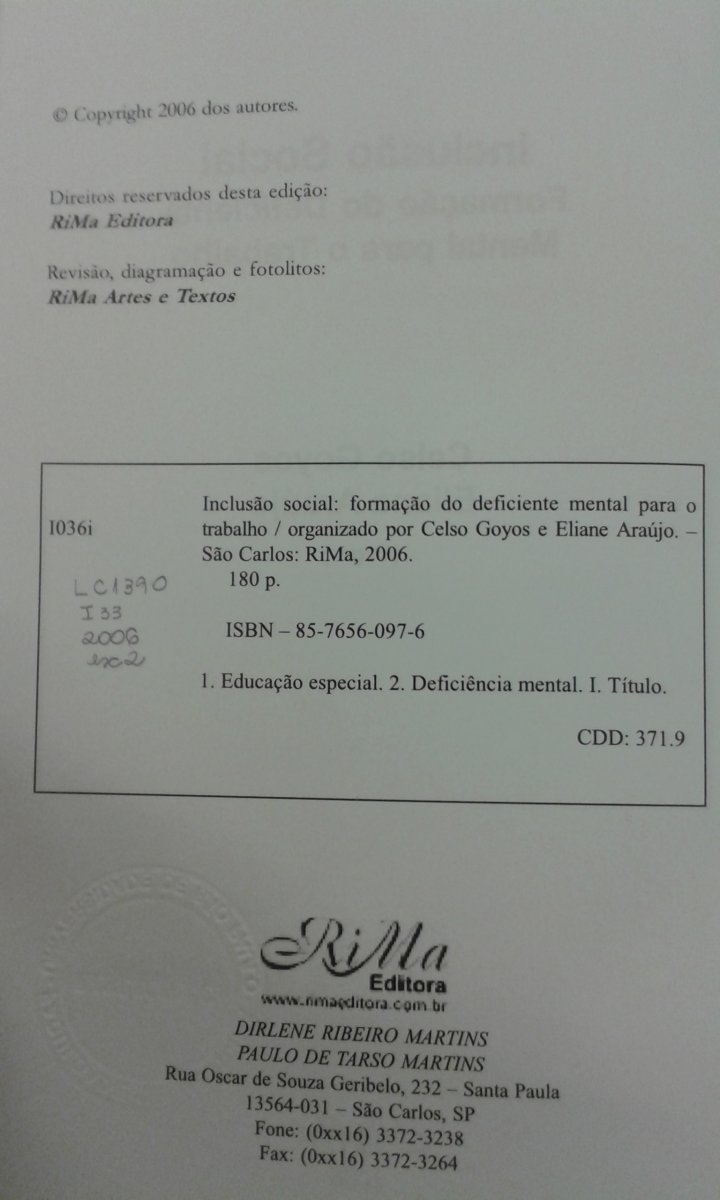 © Copyright 2006 dos autores.
Direitos reservados desta edição:
RiMa Editora
Revisão, diagramação e fotolitos:
RiMa Artes e Textos
Inclusão social: formação do deficiente mental para o
I036i
trabalho / organizado por Celso Goyos e Eliane Araújo. –
São Carlos: RiMa, 2006.
180 p.
LC1390
I33
2006
ex2
ISBN – 85-7656-097-6
1. Educação especial. 2. Deficiência mental. I. Título.
CDD: 371.9
RiMa
Editora
www.rimaeditora.com.br
DIRLENE RIBEIRO MARTINS
PAULO DE TARSO MARTINS
Rua Oscar de Souza Geribelo, 232 – Santa Paula
13564-031 – São Carlos, SP
Fone: (0xx16) 3372-3238
Fax: (0xx16) 3372-3264